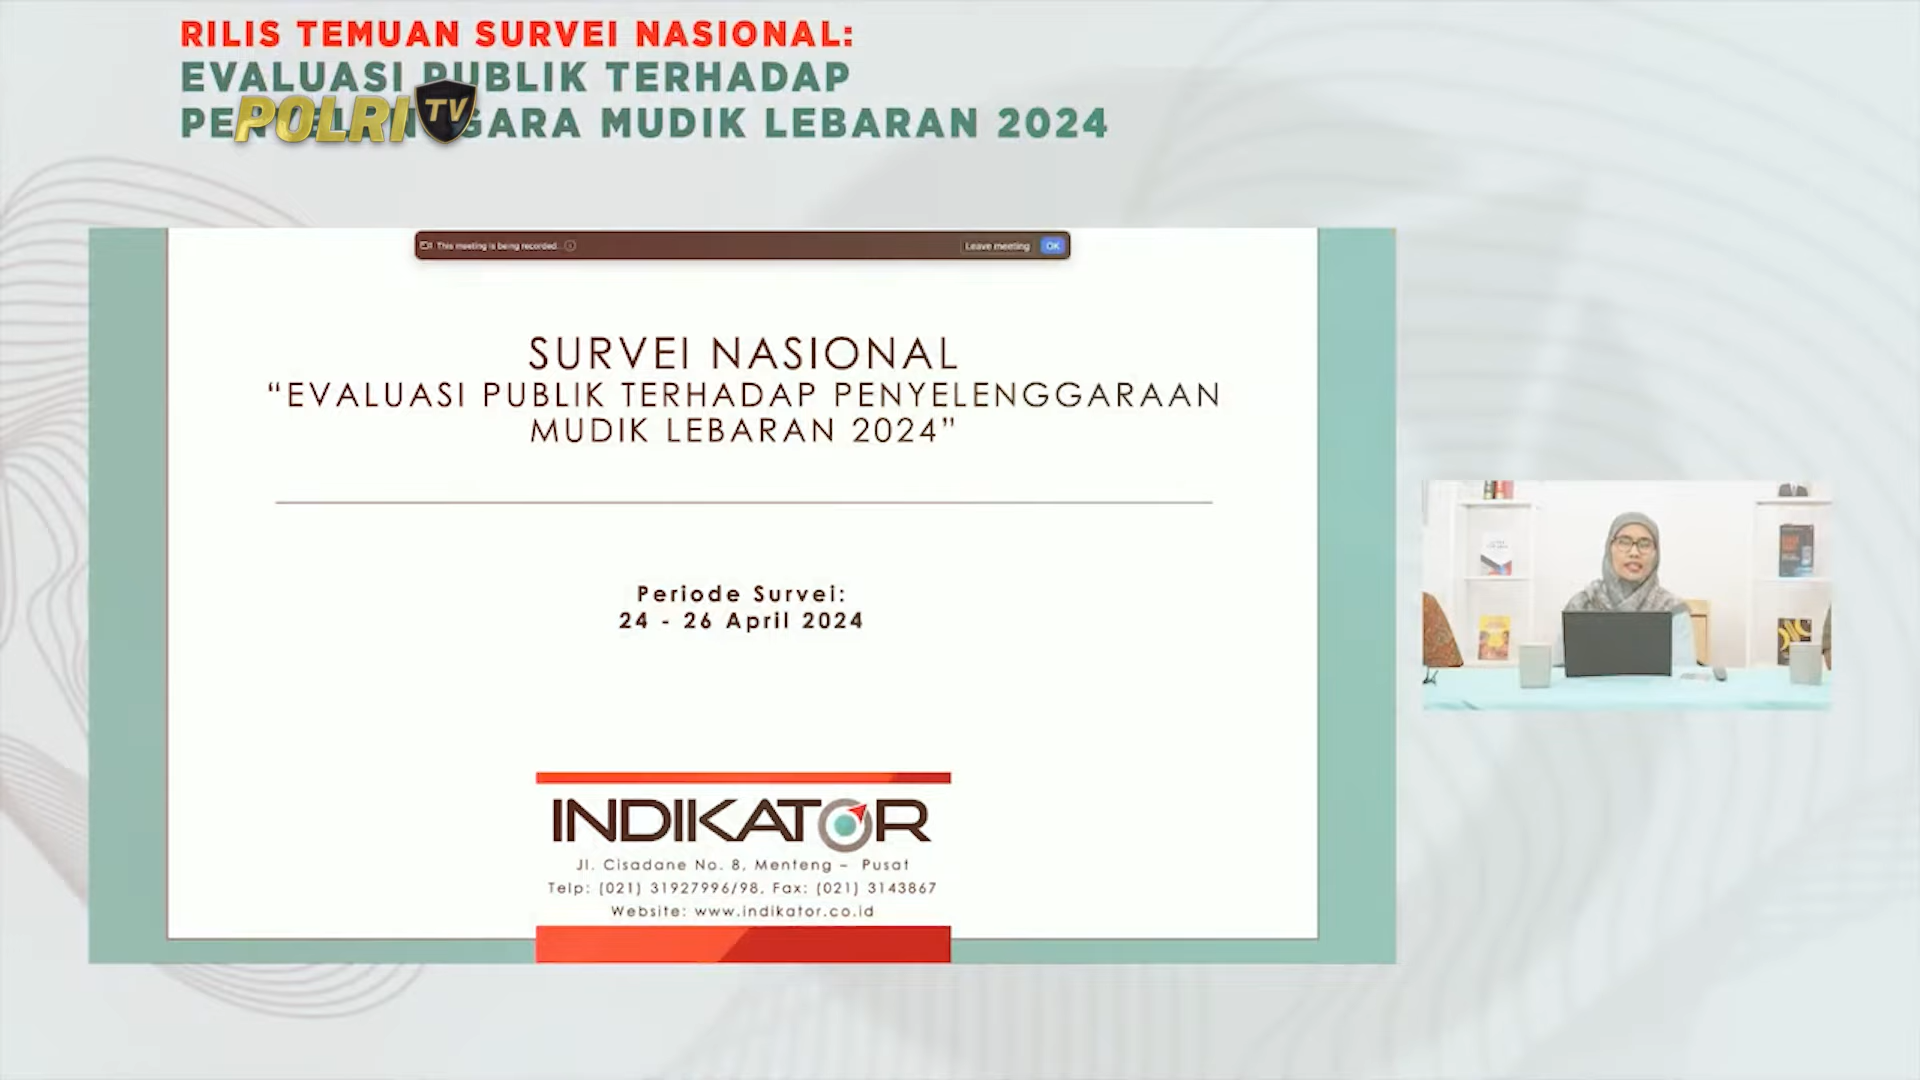 RILIS TEMUAN SURVEI NASIONAL:
EVALUASI PUBLIK TERHADAP
MUDIK LEBARAN 2024
POLRI TV
This meeting is being recorded
Leave meeting
OK
SURVEI NASIONAL
“EVALUASI PUBLIK TERHADAP PENYELENGGARAAN
MUDIK LEBARAN 2024”
Periode Survei:
24 - 26 April 2024
INDIKATOR
Jl. Cisadane No. 8, Menteng – Pusat
Telp: (021) 31927996/98, Fax: (021) 3143867
Website: www.indikator.co.id